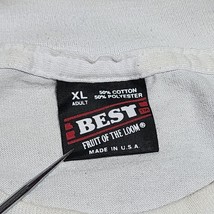 XL
ADULT
50% COTTON
50% POLYESTER
BEST
FRUIT OF THE LOOM®
MADE IN U.S.A.